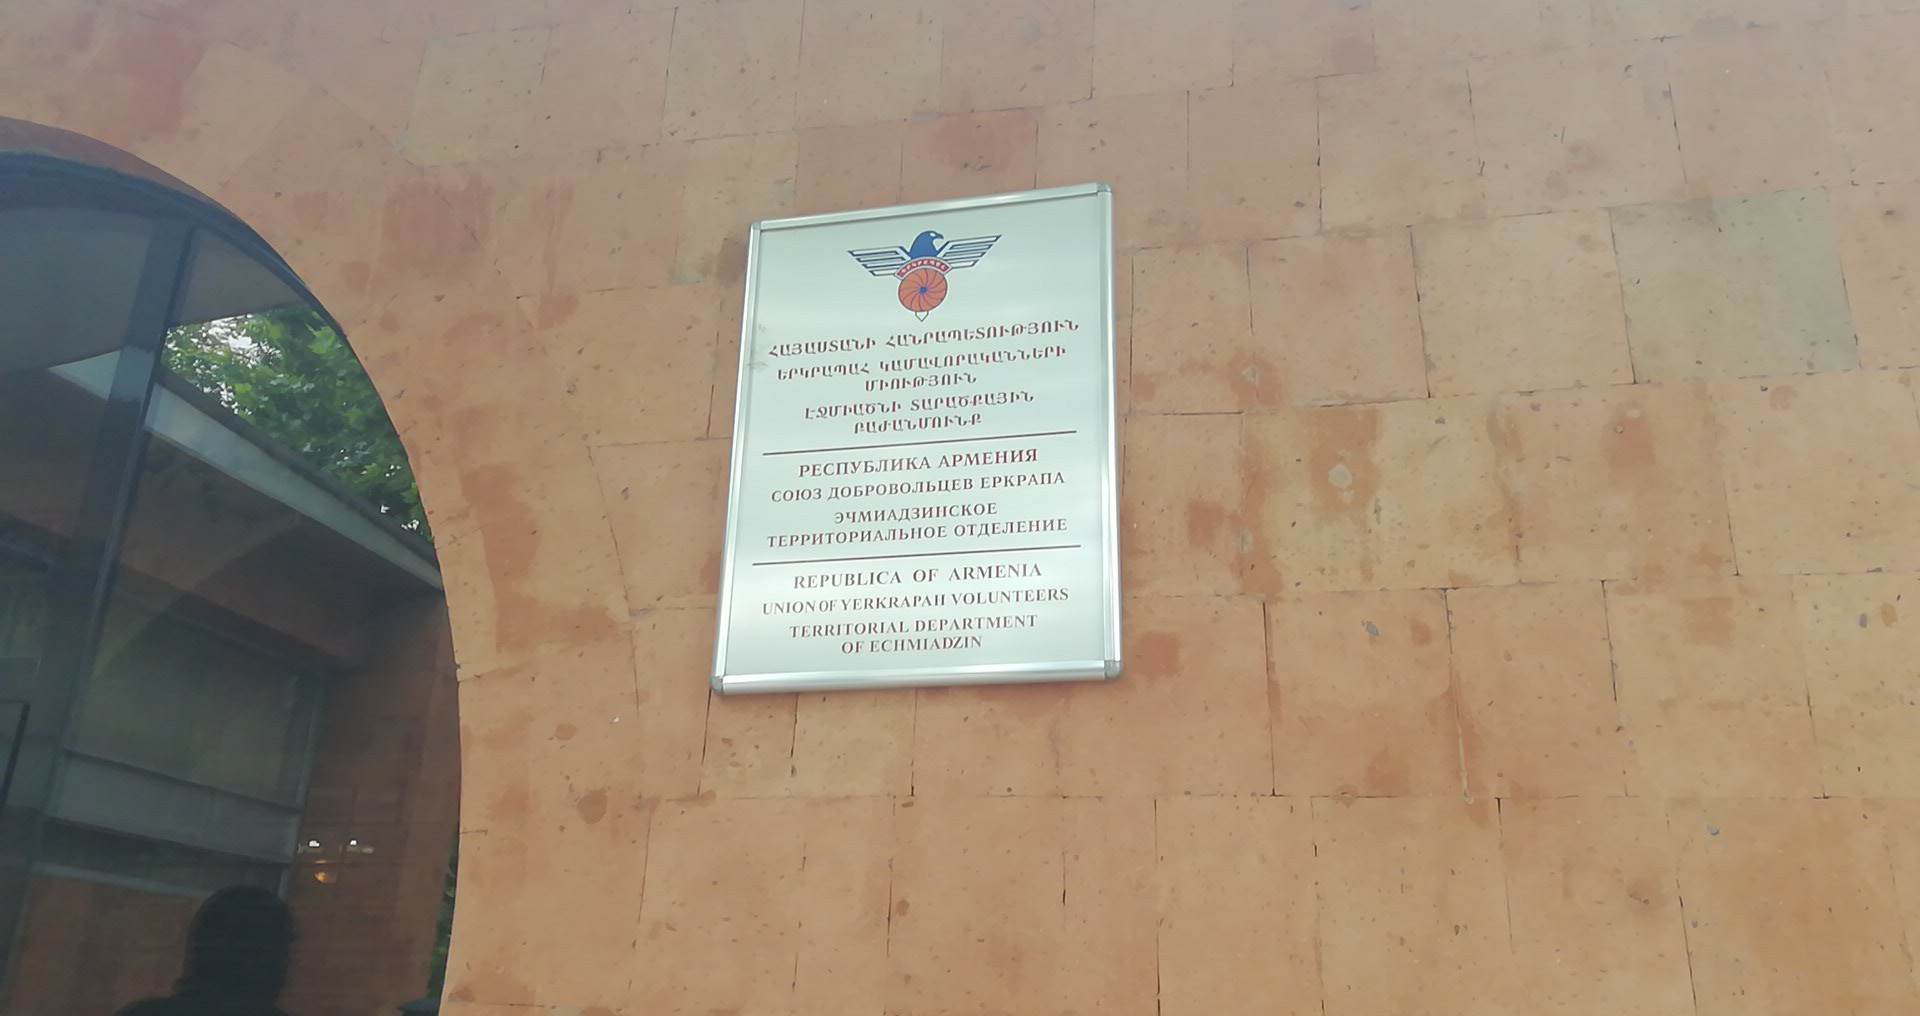 ՀԱՅԱՍՏԱՆԻ ՀԱՆՐԱՊԵՏՈՒԹՅՈՒՆ
ԵՐԿՐԱՊԱՀ ԿԱՄԱՎՈՐԱԿԱՆՆԵՐԻ
ՄԻՈՒԹՅՈՒՆ
ԷՋՄԻԱԾՆԻ ՏԱՐԱԾՔԱՅԻՆ
ԲԱԺԱՆՄՈՒՆՔ
РЕСПУБЛИКА АРМЕНИЯ
СОЮЗ ДОБРОВОЛЬЦЕВ ЕРКРАПА
ЭЧМИАДЗИНСКОЕ
ТЕРРИТОРИАЛЬНОЕ ОТДЕЛЕНИЕ
REPUBLICA OF ARMENIA
UNION OF YERKRAPAH VOLUNTEERS
TERRITORIAL DEPARTMENT
OF ECHMIADZIN